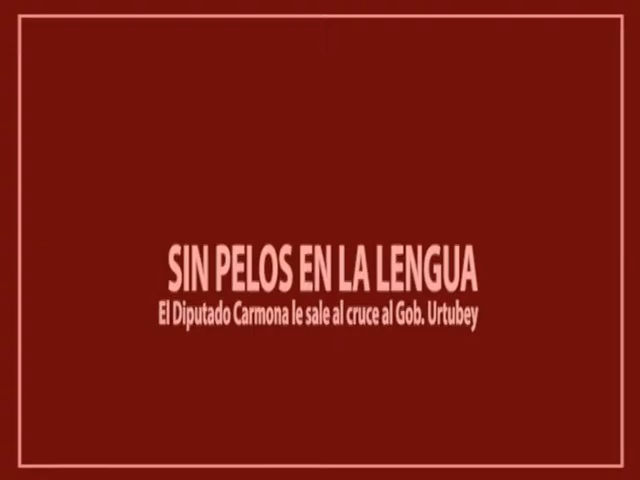 SIN PELOS EN LA LENGUA
El Diputado Carmona le sale al cruce al Gob. Urtubey